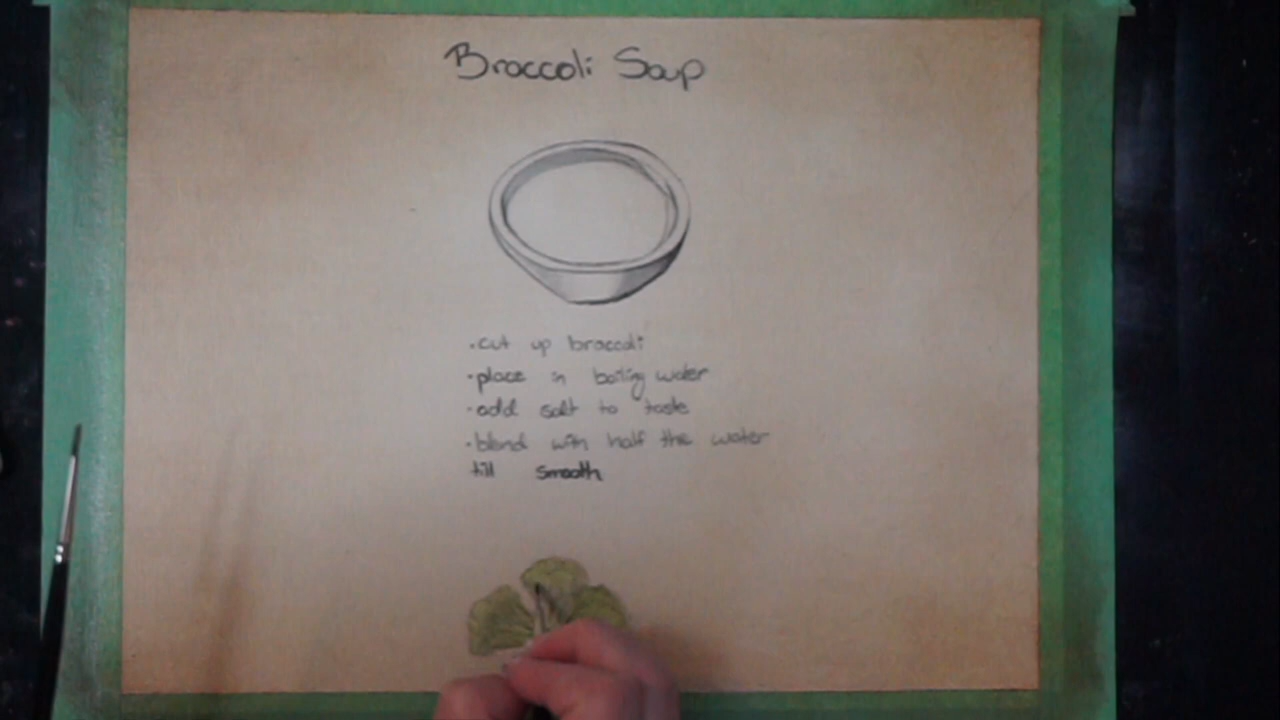 Broccoli Soup
• cut up broccoli
• place in boiling water
• add salt to taste
• blend with half the water
till smooth